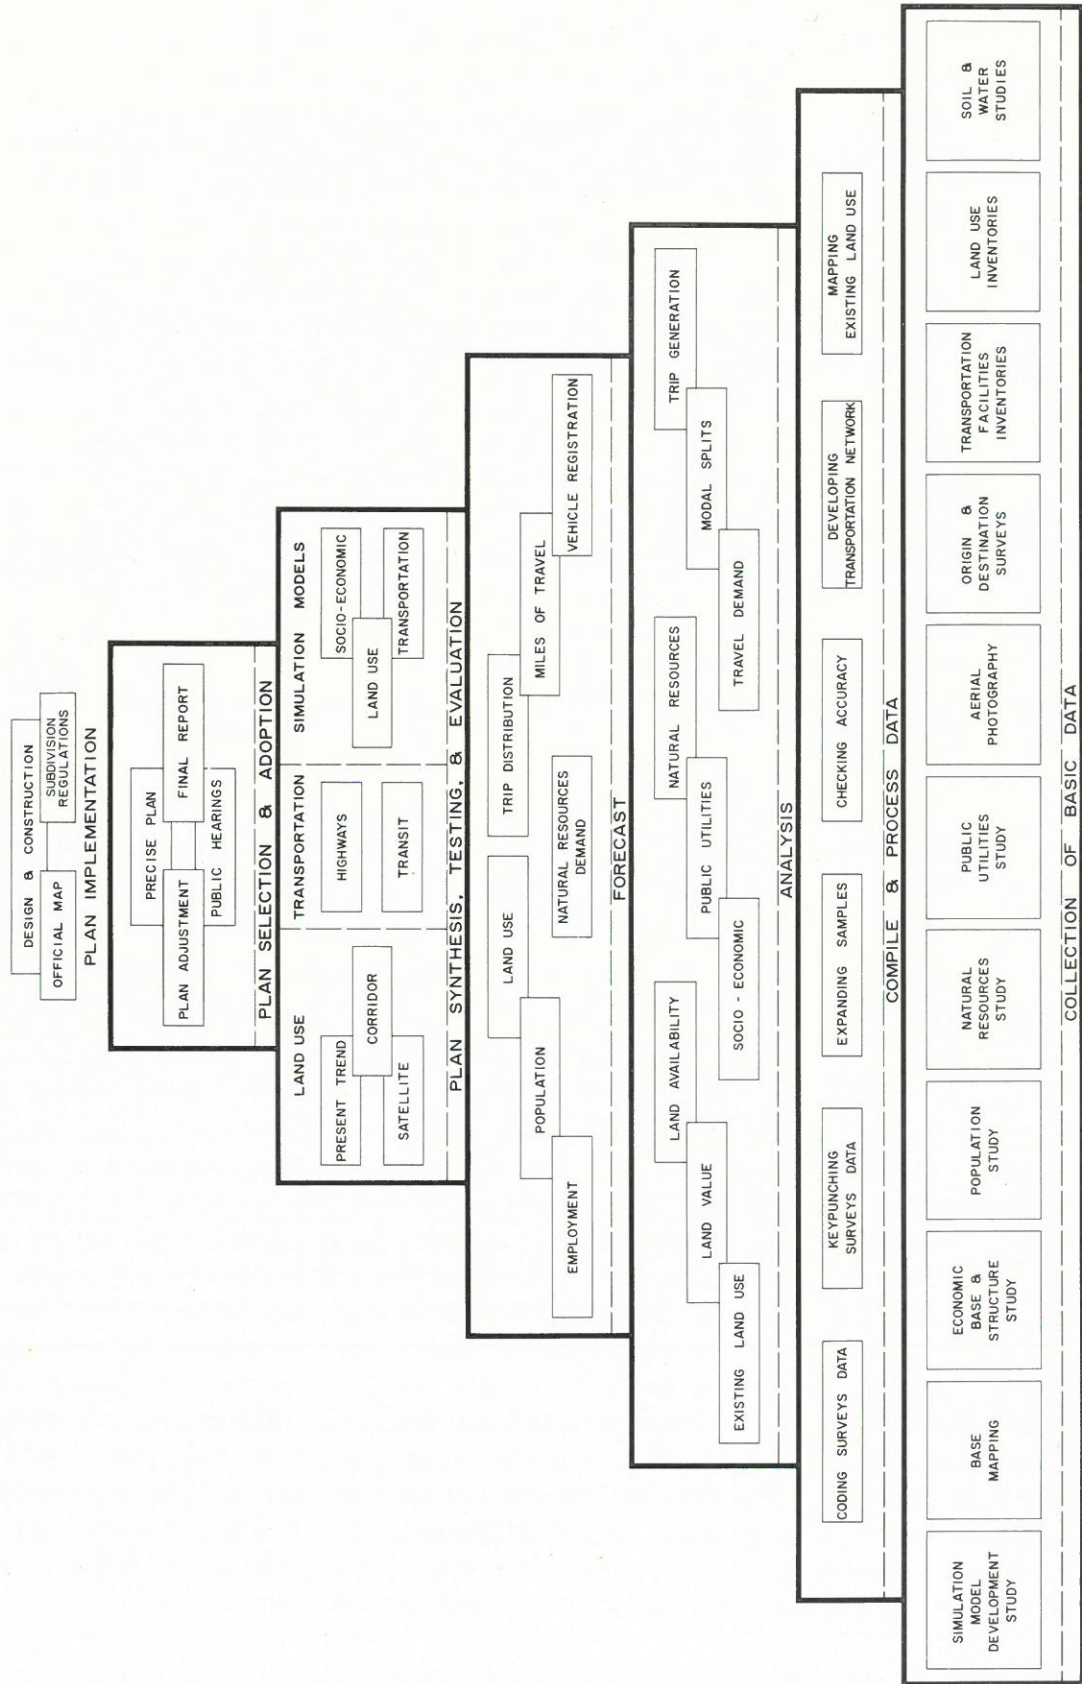 DESIGN & CONSTRUCTION
OFFICIAL MAP
SUBDIVISION
REGULATIONS
PLAN IMPLEMENTATION
PRECISE PLAN
PLAN ADJUSTMENT
FINAL REPORT
PUBLIC HEARINGS
PLAN SELECTION & ADOPTION
LAND USE
PRESENT TREND
CORRIDOR
SATELLITE
TRANSPORTATION
HIGHWAYS
TRANSIT
SIMULATION MODELS
SOCIO-ECONOMIC
LAND USE
TRANSPORTATION
PLAN SYNTHESIS, TESTING, & EVALUATION
EMPLOYMENT
POPULATION
LAND USE
NATURAL RESOURCES
DEMAND
TRIP DISTRIBUTION
MILES OF TRAVEL
VEHICLE REGISTRATION
FORECAST
EXISTING LAND USE
LAND VALUE
LAND AVAILABILITY
SOCIO - ECONOMIC
PUBLIC UTILITIES
NATURAL RESOURCES
TRAVEL DEMAND
MODAL SPLITS
TRIP GENERATION
ANALYSIS
CODING SURVEYS DATA
KEYPUNCHING
SURVEYS DATA
EXPANDING SAMPLES
CHECKING ACCURACY
DEVELOPING
TRANSPORTATION NETWORK
MAPPING
EXISTING LAND USE
COMPILE & PROCESS DATA
SIMULATION
MODEL
DEVELOPMENT
STUDY
BASE
MAPPING
ECONOMIC
BASE &
STRUCTURE
STUDY
POPULATION
STUDY
NATURAL
RESOURCES
STUDY
PUBLIC
UTILITIES
STUDY
AERIAL
PHOTOGRAPHY
ORIGIN &
DESTINATION
SURVEYS
TRANSPORTATION
FACILITIES
INVENTORIES
LAND USE
INVENTORIES
SOIL &
WATER
STUDIES
COLLECTION OF BASIC DATA